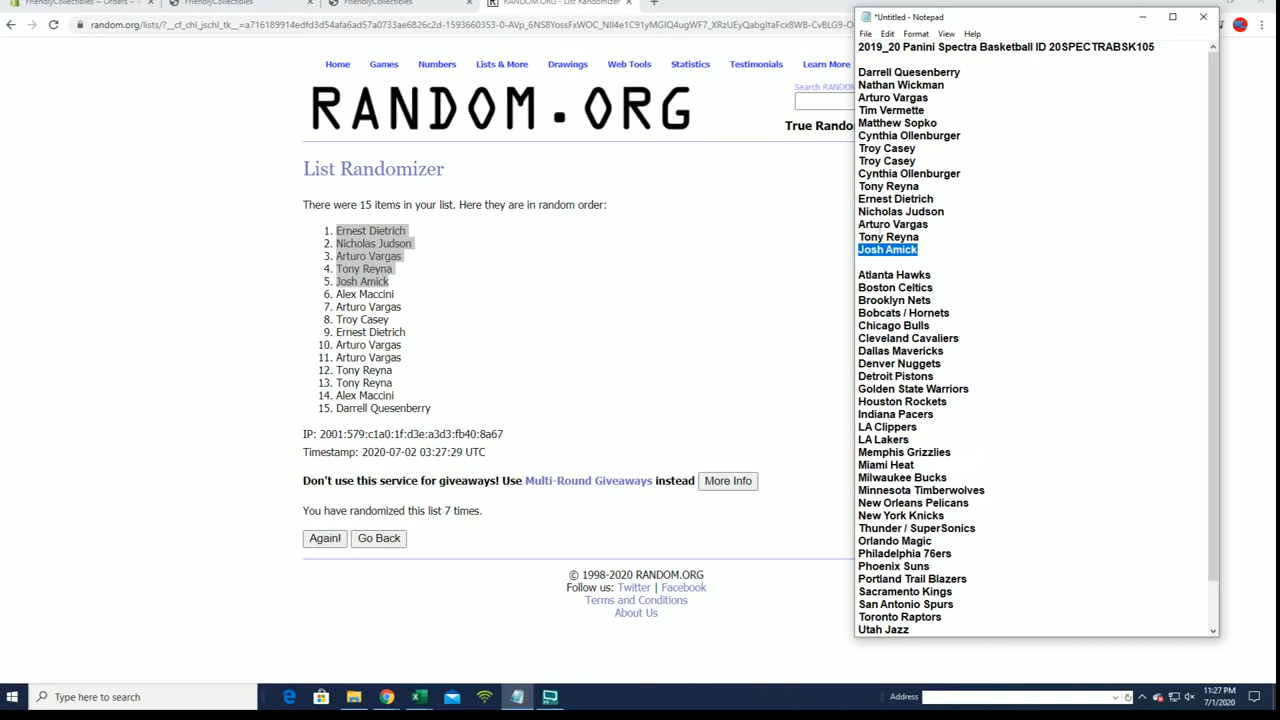 FriendlyCollectibles ~ Orders ~
FriendlyCollectibles
FriendlyCollectibles
RANDOM.ORG - List Randomizer
random.org/lists/?__cf_chl_jschl_tk__=a716189914edfd3d54afa6ad57a0335ae6826c2d-1593660353-0-AVp_6NS8YossFxWOC_NIl4e1C91yMGIQ4ugWF7_XRzUEyQabgItaFcx8WB-CvBLG9-
Home Games Numbers Lists & More Drawings Web Tools Statistics Testimonials Learn More
Search RANDOM
RANDOM.ORG
True Rando
List Randomizer
There were 15 items in your list. Here they are in random order:
1. Ernest Dietrich
2. Nicholas Judson
3. Arturo Vargas
4. Tony Reyna
5. Josh Amick
6. Alex Maccini
7. Arturo Vargas
8. Troy Casey
9. Ernest Dietrich
10. Arturo Vargas
11. Arturo Vargas
12. Tony Reyna
13. Tony Reyna
14. Alex Maccini
15. Darrell Quesenberry
IP: 2001:579:c1a0:1f:d3e:a3d3:fb40:8a67
Timestamp: 2020-07-02 03:27:29 UTC
Don't use this service for giveaways! Use Multi-Round Giveaways instead More Info
You have randomized this list 7 times.
Again! Go Back
© 1998-2020 RANDOM.ORG
Follow us: Twitter | Facebook
Terms and Conditions
About Us
*Untitled - Notepad
File Edit Format View Help
2019_20 Panini Spectra Basketball ID 20SPECTRABSK105
Darrell Quesenberry
Nathan Wickman
Arturo Vargas
Tim Vermette
Matthew Sopko
Cynthia Ollenburger
Troy Casey
Troy Casey
Cynthia Ollenburger
Tony Reyna
Ernest Dietrich
Nicholas Judson
Arturo Vargas
Tony Reyna
Josh Amick
Atlanta Hawks
Boston Celtics
Brooklyn Nets
Bobcats / Hornets
Chicago Bulls
Cleveland Cavaliers
Dallas Mavericks
Denver Nuggets
Detroit Pistons
Golden State Warriors
Houston Rockets
Indiana Pacers
LA Clippers
LA Lakers
Memphis Grizzlies
Miami Heat
Milwaukee Bucks
Minnesota Timberwolves
New Orleans Pelicans
New York Knicks
Thunder / SuperSonics
Orlando Magic
Philadelphia 76ers
Phoenix Suns
Portland Trail Blazers
Sacramento Kings
San Antonio Spurs
Toronto Raptors
Utah Jazz
Type here to search
Address
11:27 PM
7/1/2020